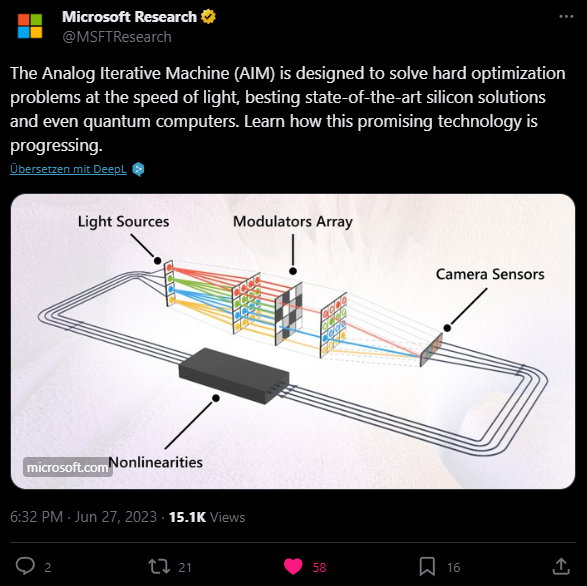 Microsoft Research
@MSFTResearch
The Analog Iterative Machine (AIM) is designed to solve hard optimization
problems at the speed of light, besting state-of-the-art silicon solutions
and even quantum computers. Learn how this promising technology is
progressing.
Übersetzen mit DeepL
Light Sources
Modulators Array
Camera Sensors
microsoft.com
Nonlinearities
6:32 PM · Jun 27, 2023 · 15.1K Views
2 21 58 16